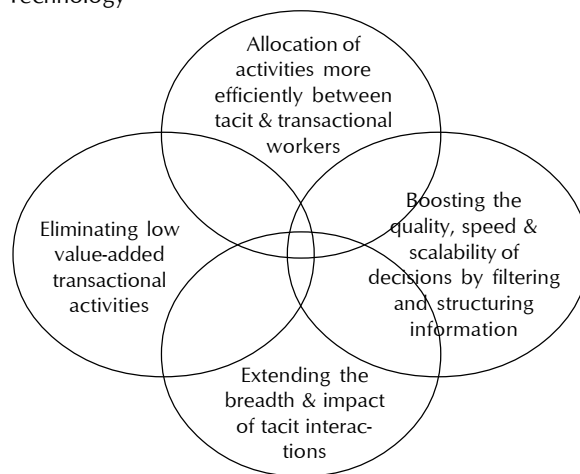 Technology
Allocation of
activities more
efficiently between
tacit & transactional
workers
Eliminating low
value-added
transactional
activities
Boosting the
quality, speed &
scalability of
decisions by filtering
and structuring
information
Extending the
breadth & impact
of tacit interac-
tions